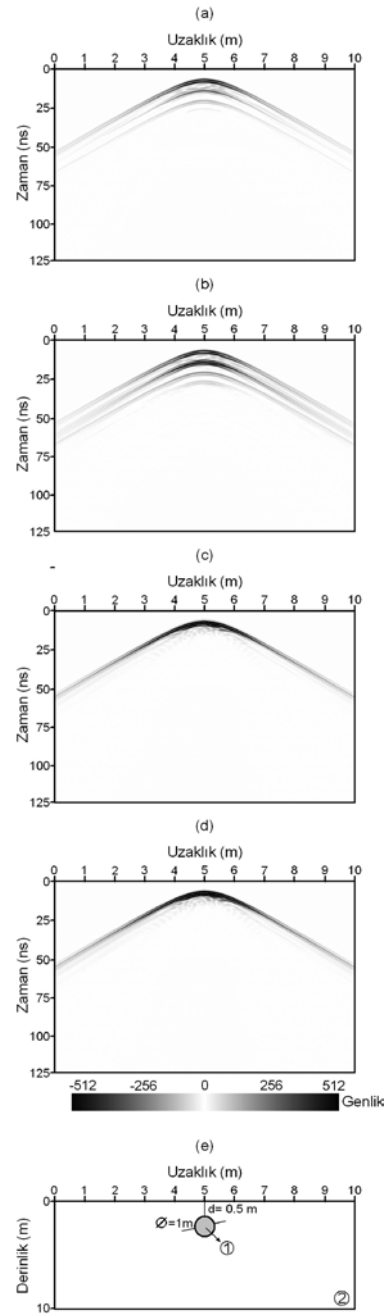 (a)
Uzaklık (m)
0 1 2 3 4 5 6 7 8 9 10
Zaman (ns)
0
25
50
75
100
125
(b)
Uzaklık (m)
0 1 2 3 4 5 6 7 8 9 10
Zaman (ns)
0
25
50
75
100
125
(c)
Uzaklık (m)
0 1 2 3 4 5 6 7 8 9 10
Zaman (ns)
0
25
50
75
100
125
(d)
Uzaklık (m)
0 1 2 3 4 5 6 7 8 9 10
Zaman (ns)
0
25
50
75
100
125
-512 -256 0 256 512
Genlik
(e)
Uzaklık (m)
0 1 2 3 4 5 6 7 8 9 10
Derinlik (m)
0
10
d= 0.5 m
Ø=1m
①
②